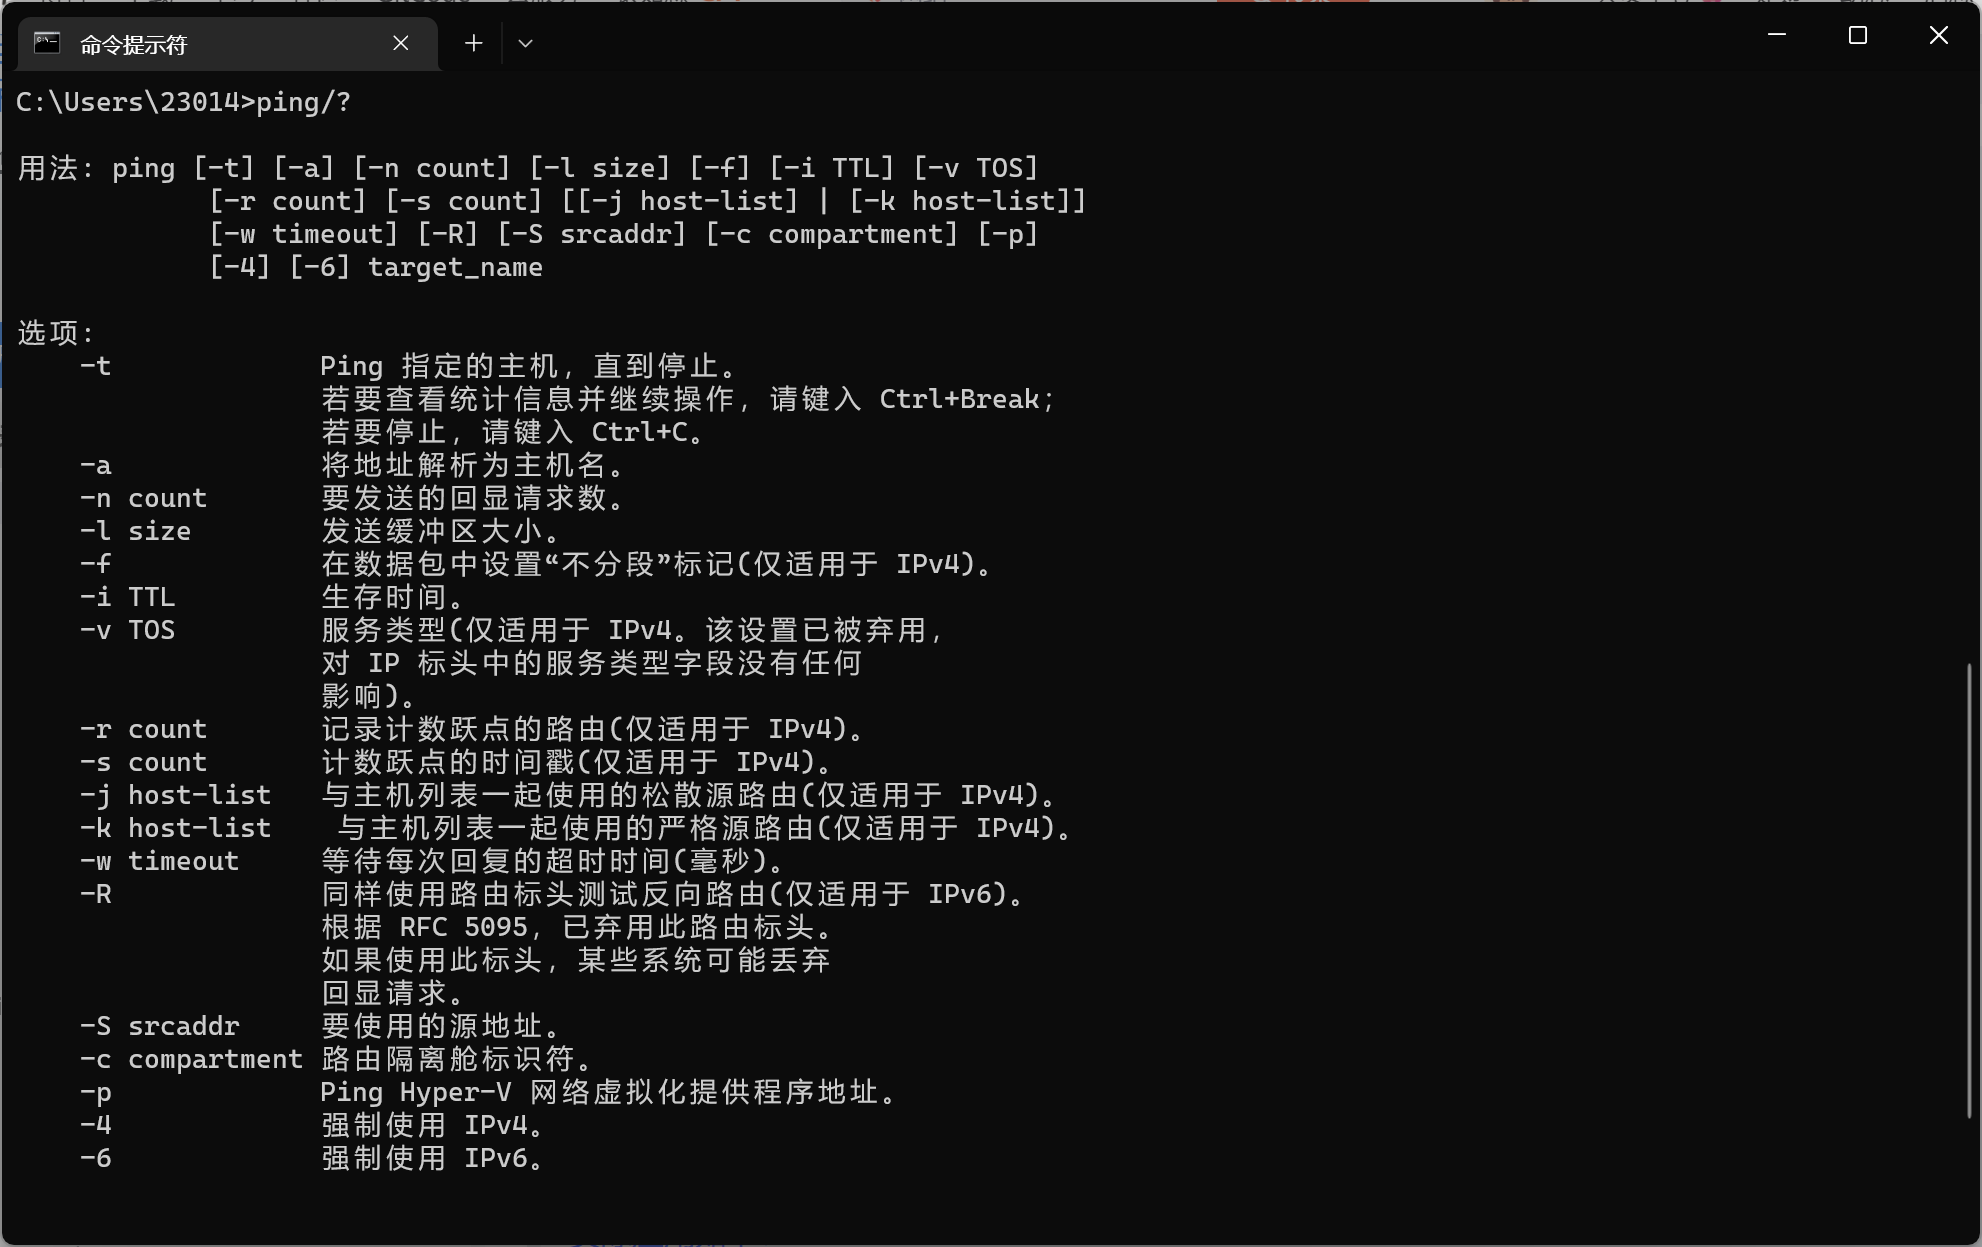 命令提示符
C:\Users\23014>ping/?
用法: ping [-t] [-a] [-n count] [-l size] [-f] [-i TTL] [-v TOS]
[-r count] [-s count] [[-j host-list] | [-k host-list]]
[-w timeout] [-R] [-S srcaddr] [-c compartment] [-p]
[-4] [-6] target_name
选项:
-t Ping 指定的主机，直到停止。
若要查看统计信息并继续操作，请键入 Ctrl+Break；
若要停止，请键入 Ctrl+C。
-a 将地址解析为主机名。
-n count 要发送的回显请求数。
-l size 发送缓冲区大小。
-f 在数据包中设置“不分段”标记(仅适用于 IPv4)。
-i TTL 生存时间。
-v TOS 服务类型(仅适用于 IPv4。该设置已被弃用，
对 IP 标头中的服务类型字段没有任何
影响)。
-r count 记录计数跃点的路由(仅适用于 IPv4)。
-s count 计数跃点的时间戳(仅适用于 IPv4)。
-j host-list 与主机列表一起使用的松散源路由(仅适用于 IPv4)。
-k host-list 与主机列表一起使用的严格源路由(仅适用于 IPv4)。
-w timeout 等待每次回复的超时时间(毫秒)。
-R 同样使用路由标头测试反向路由(仅适用于 IPv6)。
根据 RFC 5095，已弃用此路由标头。
如果使用此标头，某些系统可能丢弃
回显请求。
-S srcaddr 要使用的源地址。
-c compartment 路由隔离舱标识符。
-p Ping Hyper-V 网络虚拟化提供程序地址。
-4 强制使用 IPv4。
-6 强制使用 IPv6。